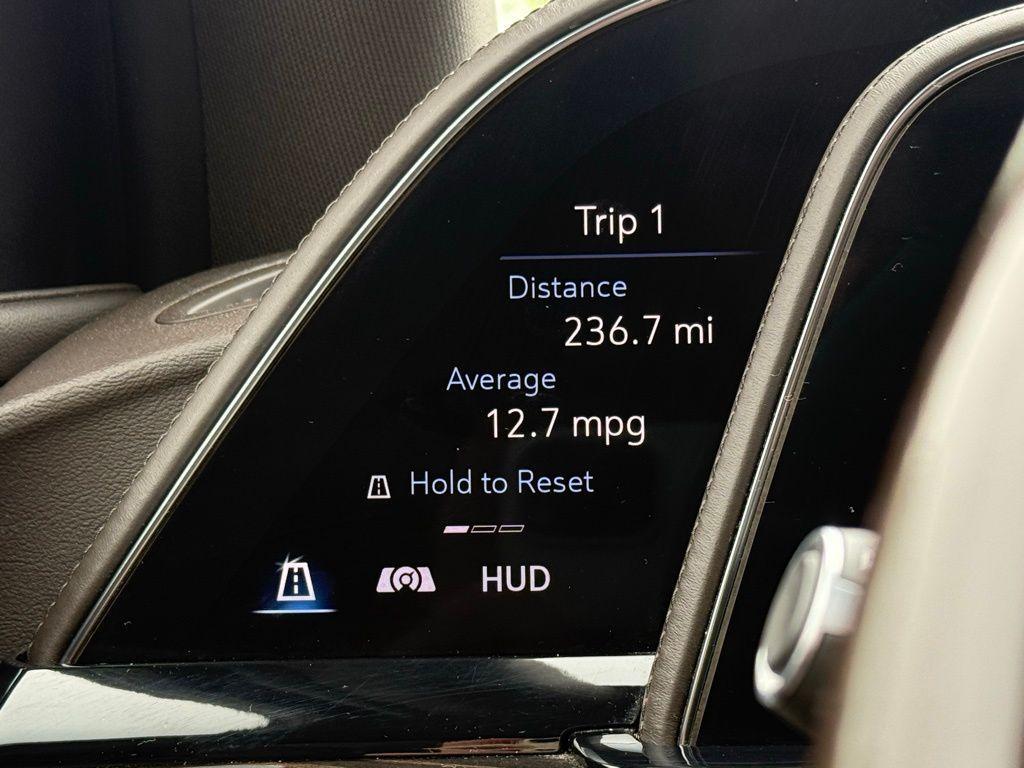 Trip 1
Distance
236.7 mi
Average
12.7 mpg
Hold to Reset
HUD